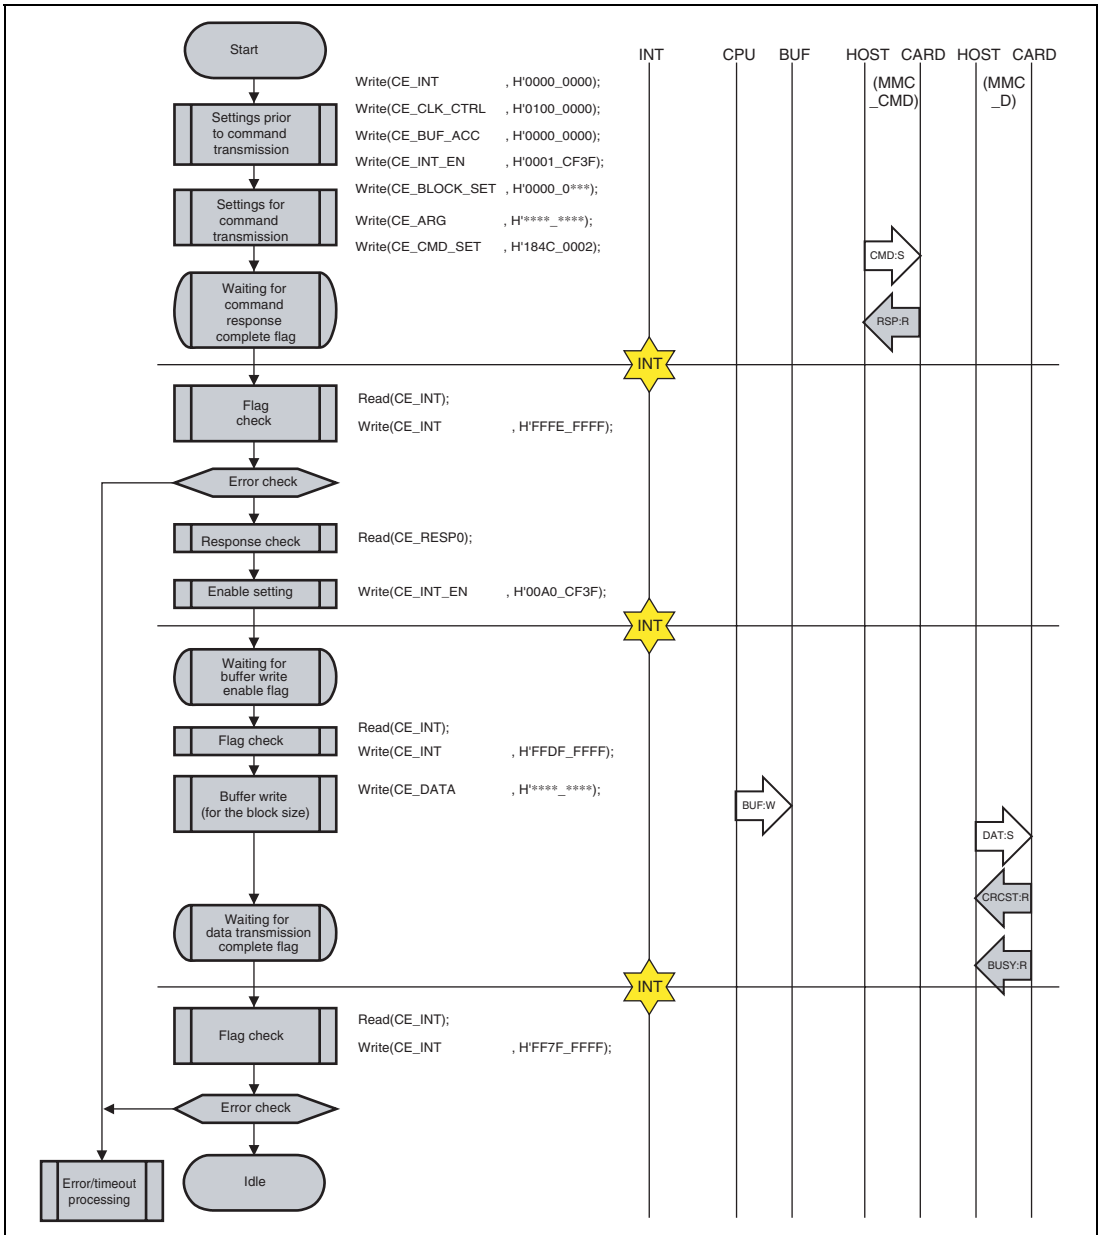 Start
INT CPU BUF HOST CARD HOST CARD
(MMC
_CMD)
(MMC
_D)
Write(CE_INT , H'0000_0000);
Write(CE_CLK_CTRL , H'0100_0000);
Settings prior
to command
transmission
Write(CE_BUF_ACC , H'0000_0000);
Write(CE_INT_EN , H'0001_CF3F);
Write(CE_BLOCK_SET , H'0000_0***);
Settings for
command
transmission
Write(CE_ARG , H'****_****);
Write(CE_CMD_SET , H'184C_0002);
CMD:S
Waiting for
command
response
complete flag
RSP:R
INT
Flag
check
Read(CE_INT);
Write(CE_INT , H'FFFE_FFFF);
Error check
Response check
Read(CE_RESP0);
Enable setting
Write(CE_INT_EN , H'00A0_CF3F);
INT
Waiting for
buffer write
enable flag
Flag check
Read(CE_INT);
Write(CE_INT , H'FFDF_FFFF);
Buffer write
(for the block size)
Write(CE_DATA , H'****_****);
BUF:W
DAT:S
CRCST:R
Waiting for
data transmission
complete flag
BUSY:R
INT
Flag check
Read(CE_INT);
Write(CE_INT , H'FF7F_FFFF);
Error check
Error/timeout
processing
Idle